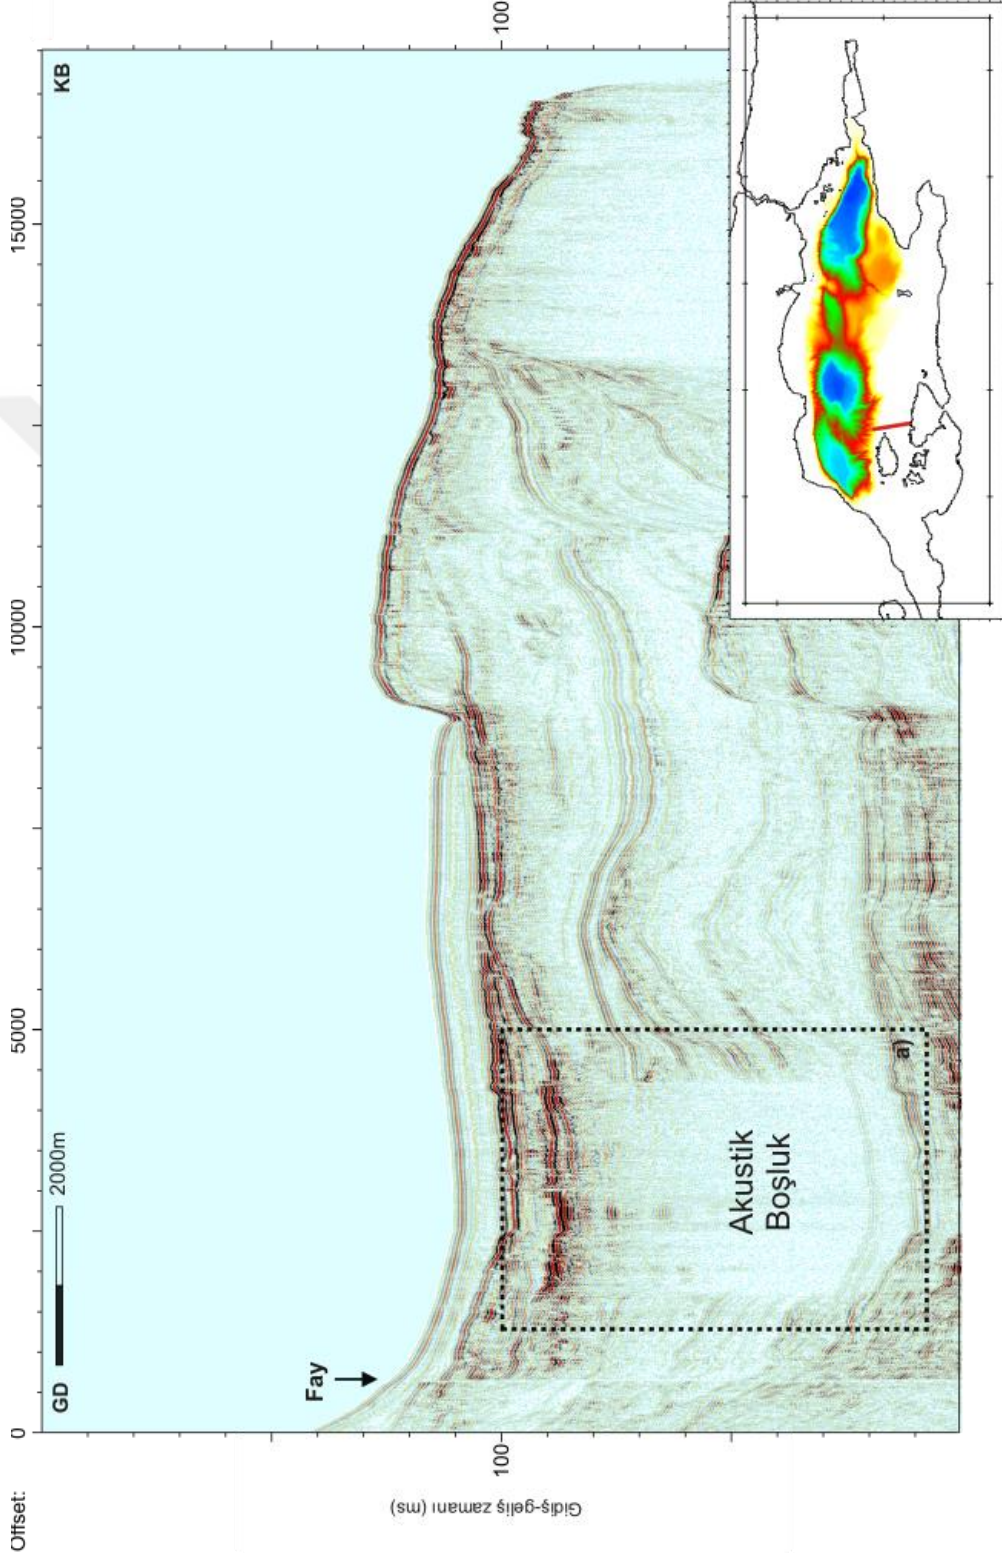 Offset:
0
5000
10000
15000
GD
2000m
KB
Fay
100
100
Gidiş-geliş zamanı (ms)
Akustik
Boşluk
a)